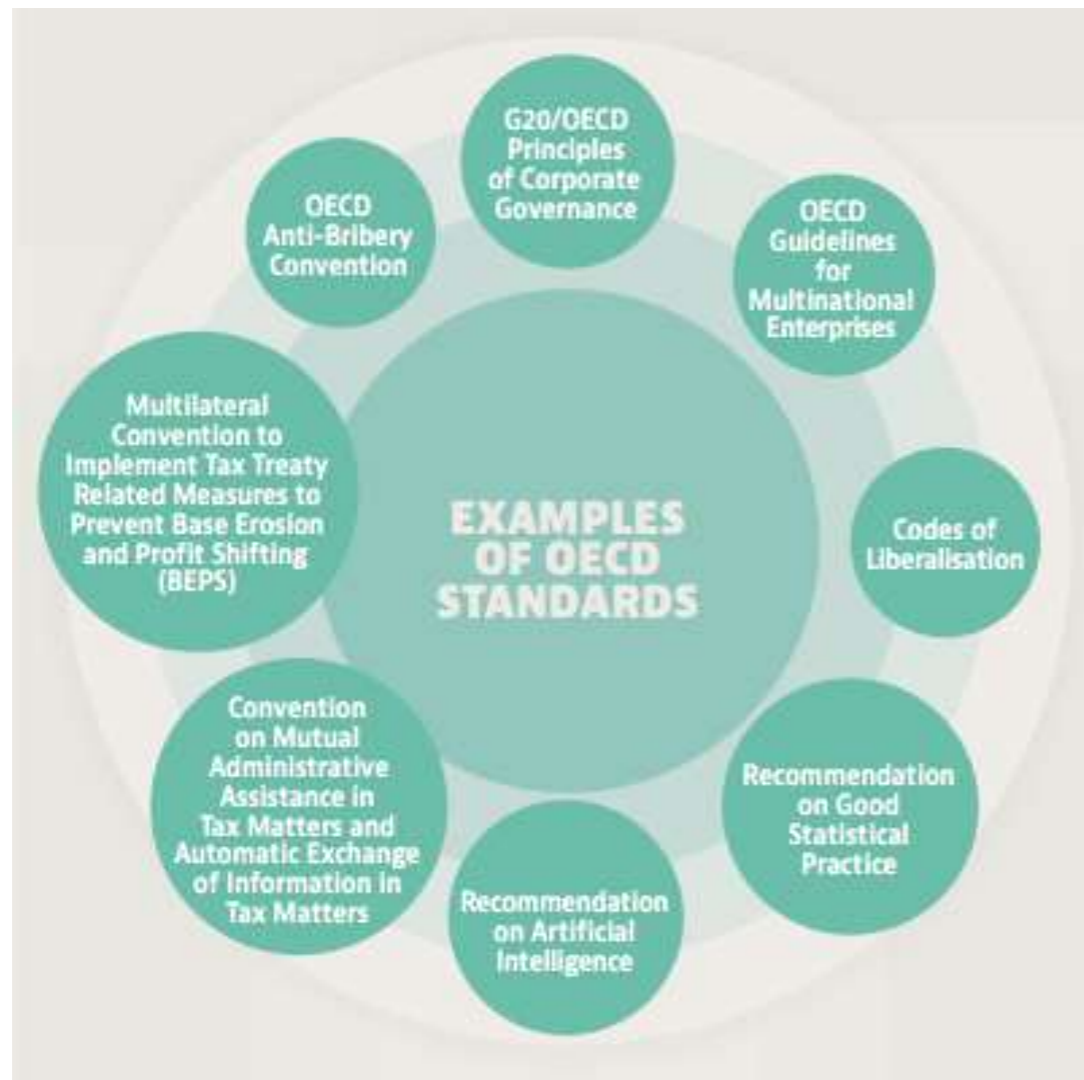 G20/OECD
Principles
of Corporate
Governance
OECD
Guidelines
for
Multinational
Enterprises
Codes of
Liberalisation
Recommendation
on Good
Statistical
Practice
Recommendation
on Artificial
Intelligence
Convention
on Mutual
Administrative
Assistance in
Tax Matters and
Automatic Exchange
of Information in
Tax Matters
Multilateral
Convention to
Implement Tax Treaty
Related Measures to
Prevent Base Erosion
and Profit Shifting
(BEPS)
OECD
Anti-Bribery
Convention
EXAMPLES
OF OECD
STANDARDS